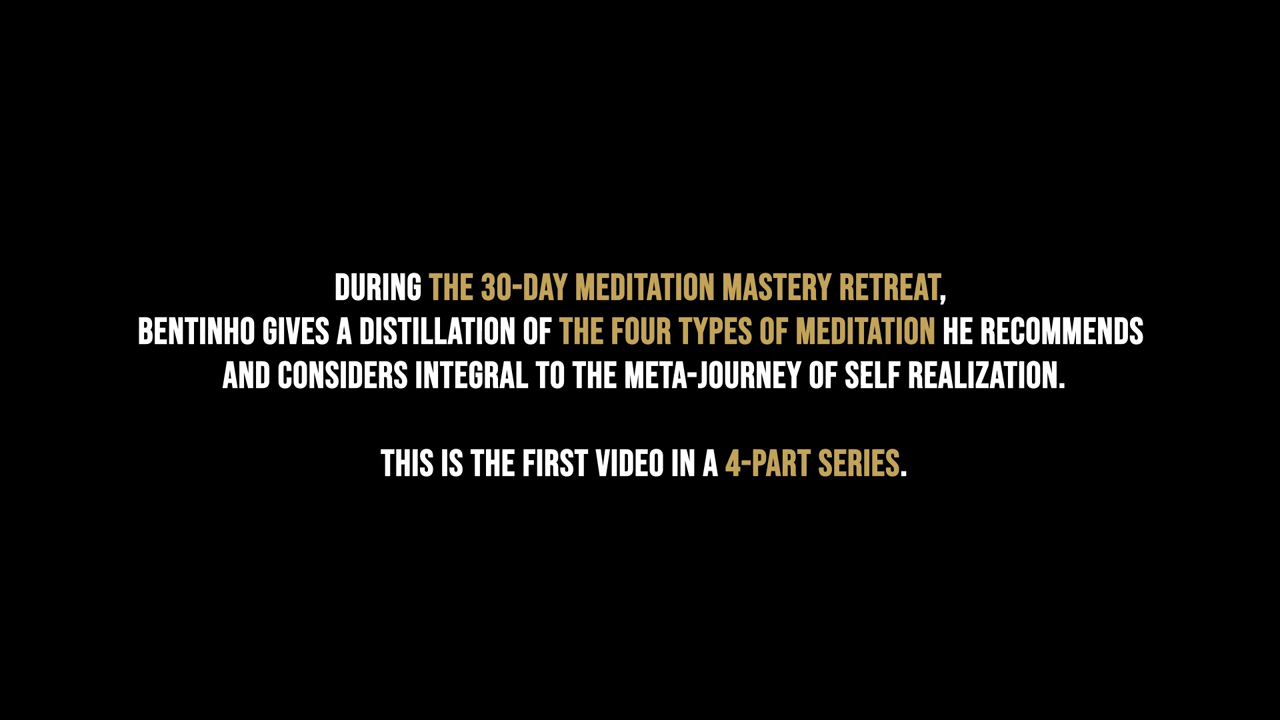 DURING THE 30-DAY MEDITATION MASTERY RETREAT,
BENTINHO GIVES A DISTILLATION OF THE FOUR TYPES OF MEDITATION HE RECOMMENDS
AND CONSIDERS INTEGRAL TO THE META-JOURNEY OF SELF REALIZATION.
THIS IS THE FIRST VIDEO IN A 4-PART SERIES.